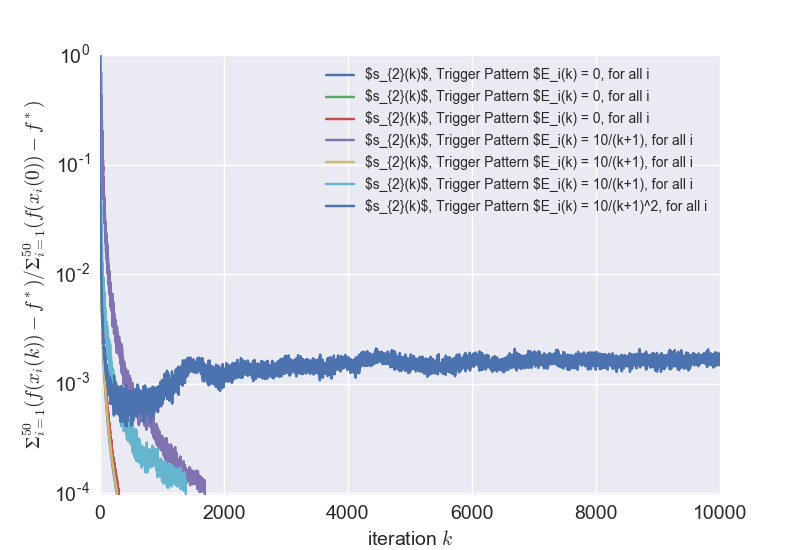 $s_{2}(k)$, Trigger Pattern $E_i(k) = 0, for all i
$s_{2}(k)$, Trigger Pattern $E_i(k) = 0, for all i
$s_{2}(k)$, Trigger Pattern $E_i(k) = 0, for all i
$s_{2}(k)$, Trigger Pattern $E_i(k) = 10/(k+1), for all i
$s_{2}(k)$, Trigger Pattern $E_i(k) = 10/(k+1), for all i
$s_{2}(k)$, Trigger Pattern $E_i(k) = 10/(k+1), for all i
$s_{2}(k)$, Trigger Pattern $E_i(k) = 10/(k+1)^2, for all i
Σ_{i=1}^{50}(f(x_i(k)) − f*)/Σ_{i=1}^{50}(f(x_i(0)) − f*)
10^0
10^-1
10^-2
10^-3
10^-4
0 2000 4000 6000 8000 10000
iteration k